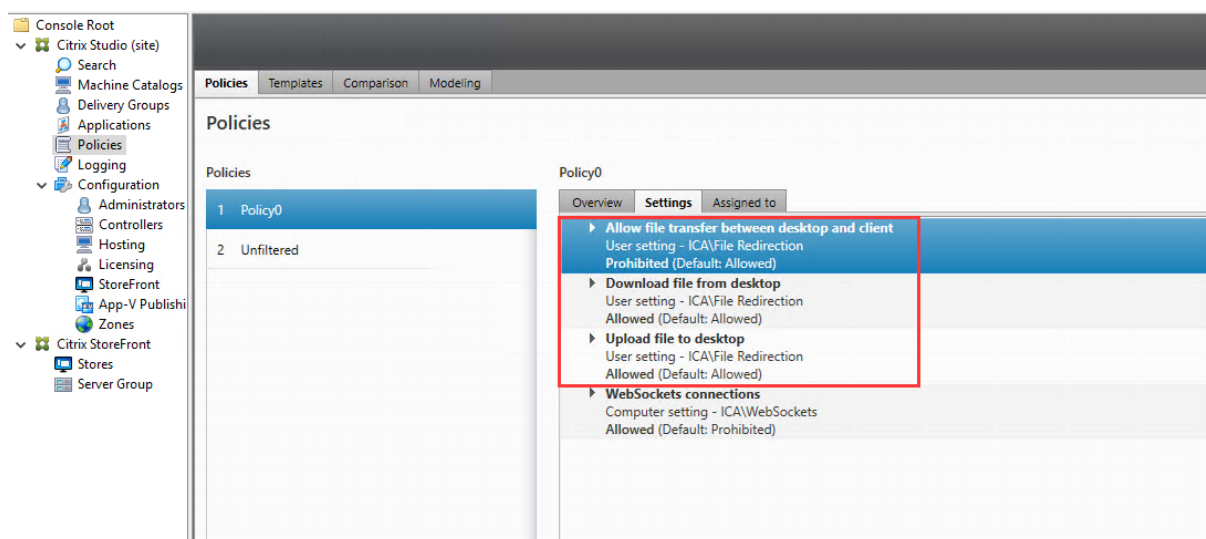 Console Root
Citrix Studio (site)
Search
Machine Catalogs
Delivery Groups
Applications
Policies
Logging
Configuration
Administrators
Controllers
Hosting
Licensing
StoreFront
App-V Publishi
Zones
Citrix StoreFront
Stores
Server Group
Policies Templates Comparison Modeling
Policies
Policies
1 Policy0
2 Unfiltered
Policy0
Overview Settings Assigned to
Allow file transfer between desktop and client
User setting - ICA\File Redirection
Prohibited (Default: Allowed)
Download file from desktop
User setting - ICA\File Redirection
Allowed (Default: Allowed)
Upload file to desktop
User setting - ICA\File Redirection
Allowed (Default: Allowed)
WebSockets connections
Computer setting - ICA\WebSockets
Allowed (Default: Prohibited)